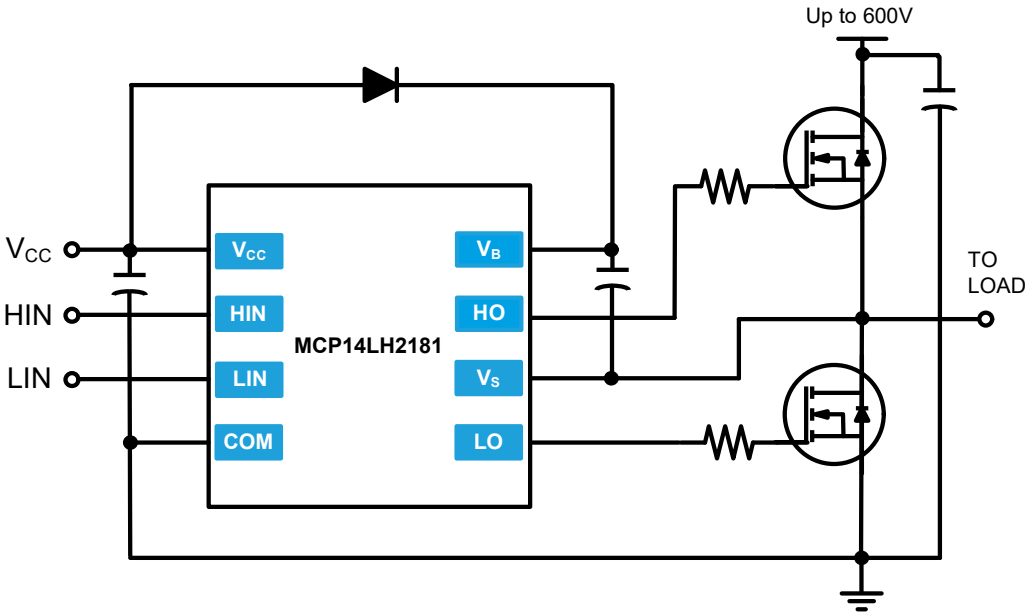 Up to 600V
VCC
HIN
LIN
VCC
HIN
LIN
COM
MCP14LH2181
VB
HO
VS
LO
TO
LOAD